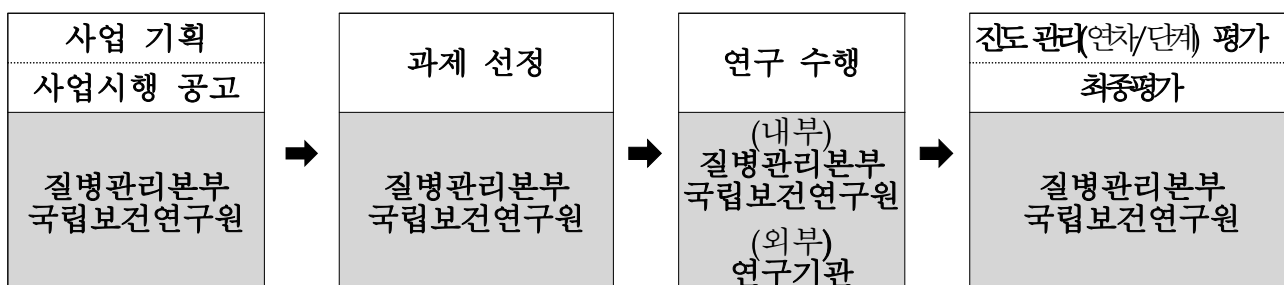 사업 기획
사업시행 공고
질병관리본부
국립보건연구원
과제 선정
질병관리본부
국립보건연구원
연구 수행
(내부)
질병관리본부
국립보건연구원
(외부)
연구기관
진도 관리(연차/단계) 평가
최종평가
질병관리본부
국립보건연구원